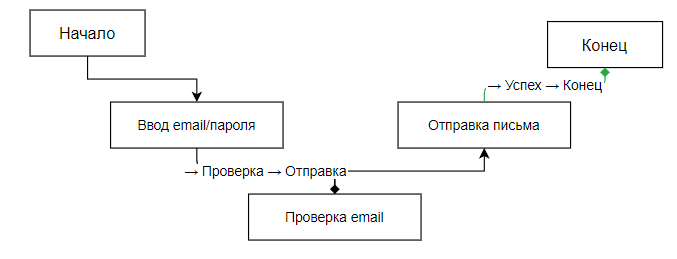 Начало
Конец
→ Успех → Конец
Ввод email/пароля
Отправка письма
→ Проверка → Отправка
Проверка email